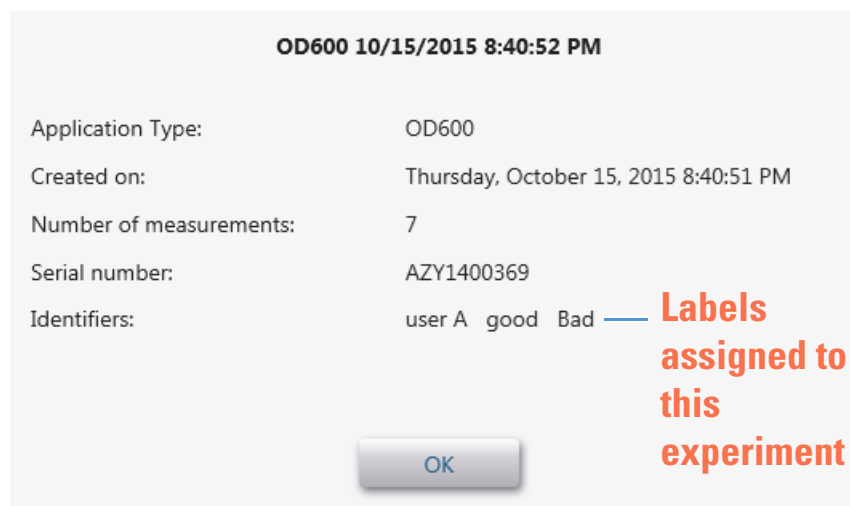 OD600 10/15/2015 8:40:52 PM
Application Type: OD600
Created on: Thursday, October 15, 2015 8:40:51 PM
Number of measurements: 7
Serial number: AZY1400369
Identifiers: user A good Bad
Labels
assigned to
this
experiment
OK